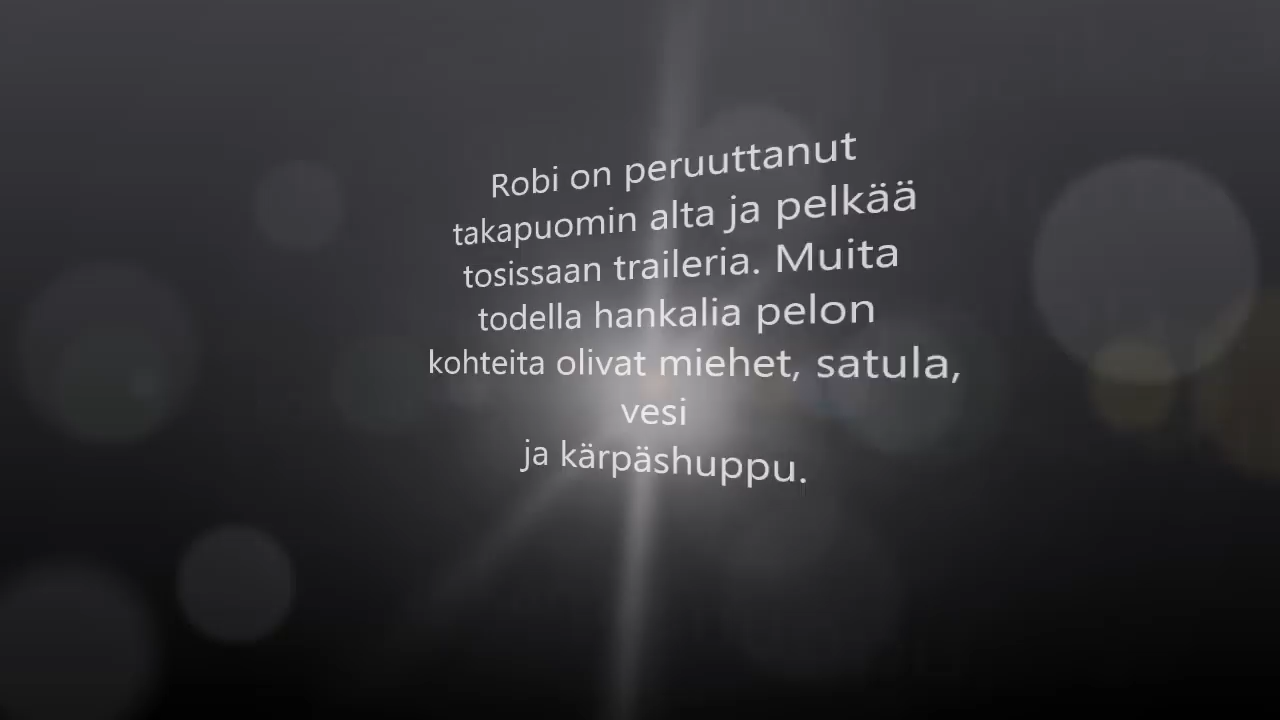 Robi on peruuttanut
takapuomin alta ja pelkää
tosissaan traileria. Muita
todella hankalia pelon
kohteita olivat miehet, satula,
vesi
ja kärpäshuppu.